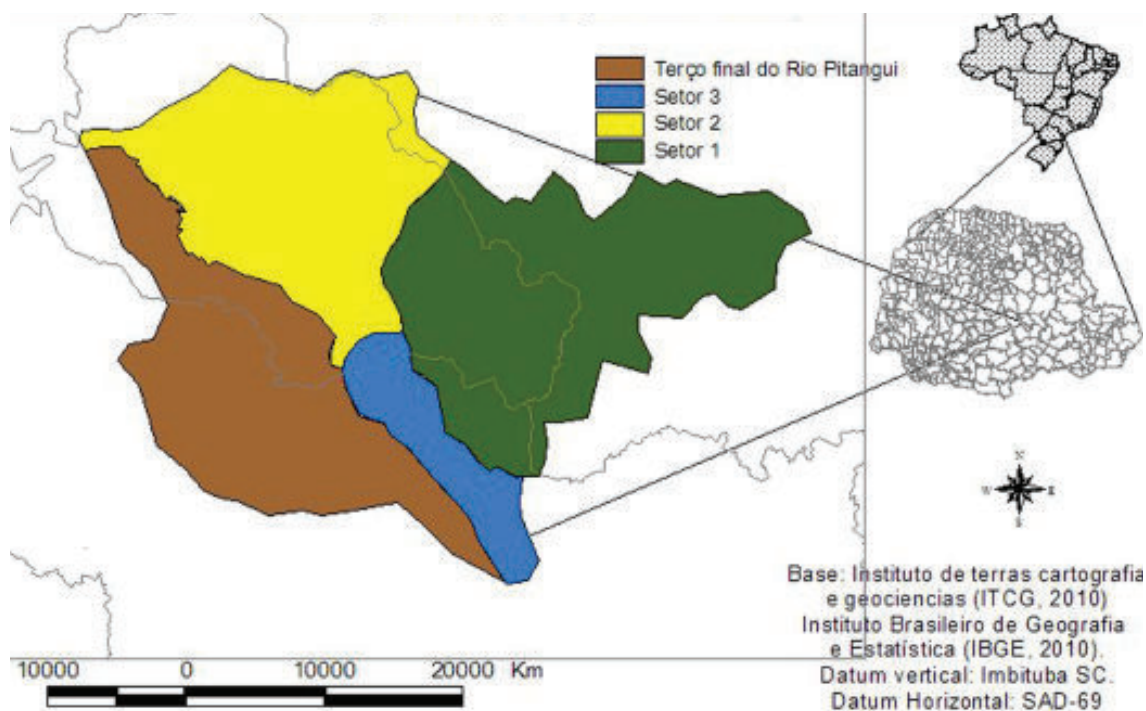 Terço final do Rio Pitangui
Setor 3
Setor 2
Setor 1
N
W
E
S
Base: Instituto de terras cartografia
e geociencias (ITCG, 2010)
Instituto Brasileiro de Geografia
e Estatística (IBGE, 2010).
Datum vertical: Imbituba SC.
Datum Horizontal: SAD-69
10000 0 10000 20000 Km